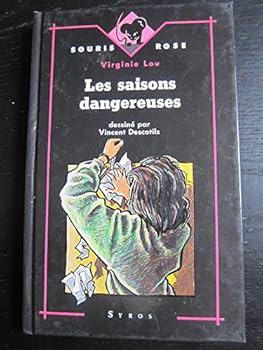 SOURIS ROSE
Virginie Lou
Les saisons
dangereuses
dessiné par
Vincent Descotils
SYROS